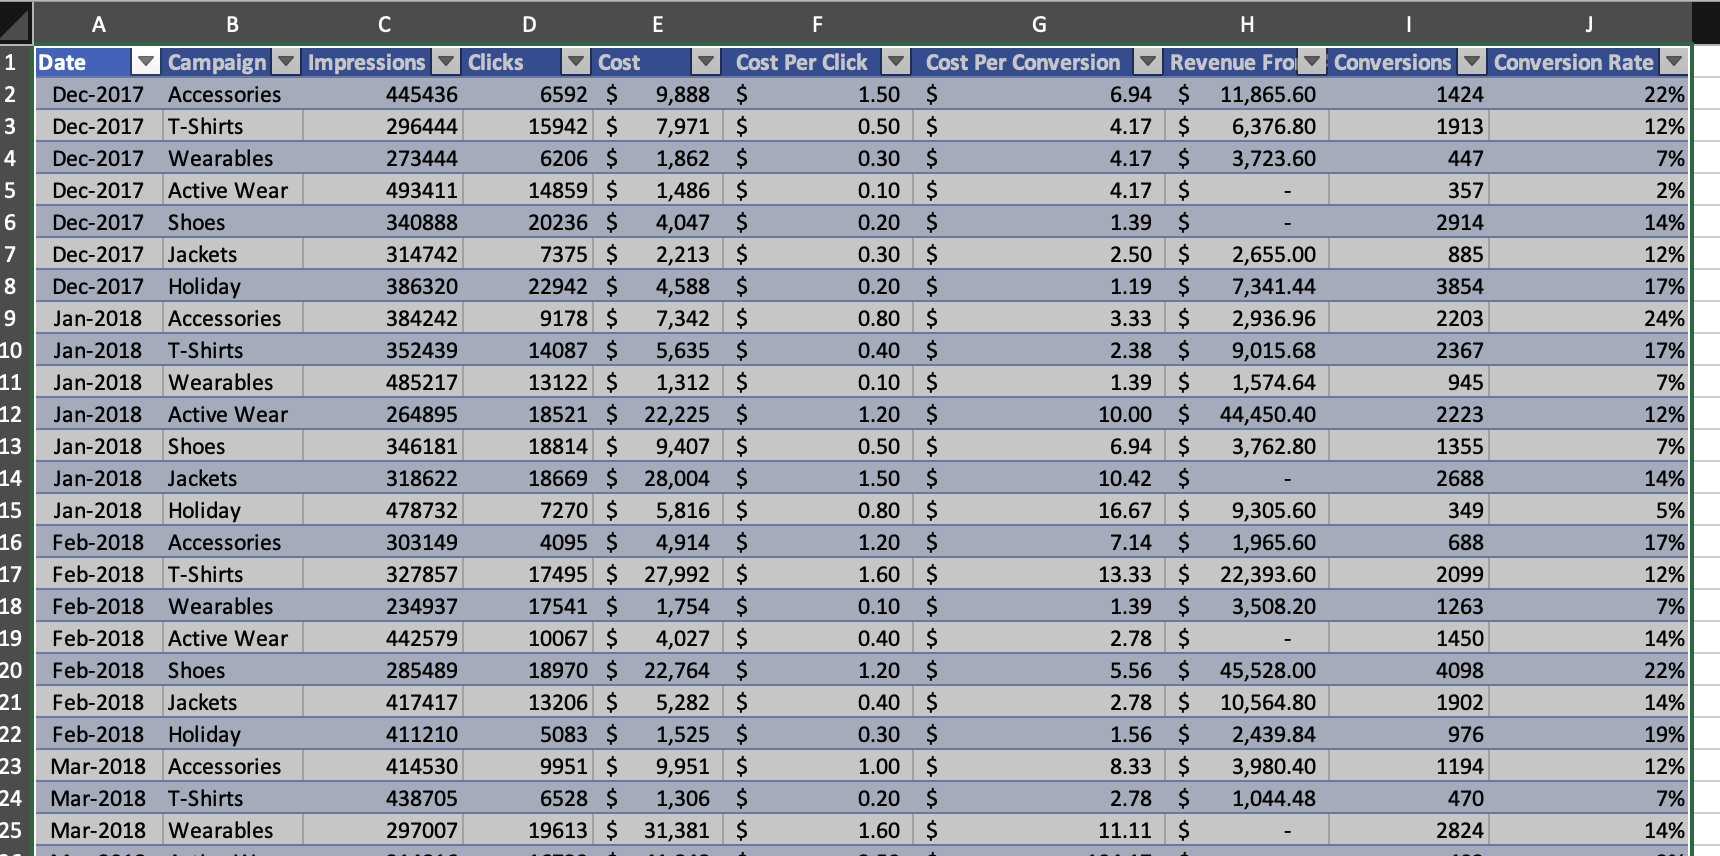 A B C D E F G H I J
1 Date Campaign Impressions Clicks Cost Cost Per Click Cost Per Conversion Revenue Fro Conversions Conversion Rate
2 Dec-2017 Accessories 445436 6592 $ 9,888 $ 1.50 $ 6.94 $ 11,865.60 1424 22%
3 Dec-2017 T-Shirts 296444 15942 $ 7,971 $ 0.50 $ 4.17 $ 6,376.80 1913 12%
4 Dec-2017 Wearables 273444 6206 $ 1,862 $ 0.30 $ 4.17 $ 3,723.60 447 7%
5 Dec-2017 Active Wear 493411 14859 $ 1,486 $ 0.10 $ 4.17 $ - 357 2%
6 Dec-2017 Shoes 340888 20236 $ 4,047 $ 0.20 $ 1.39 $ - 2914 14%
7 Dec-2017 Jackets 314742 7375 $ 2,213 $ 0.30 $ 2.50 $ 2,655.00 885 12%
8 Dec-2017 Holiday 386320 22942 $ 4,588 $ 0.20 $ 1.19 $ 7,341.44 3854 17%
9 Jan-2018 Accessories 384242 9178 $ 7,342 $ 0.80 $ 3.33 $ 2,936.96 2203 24%
10 Jan-2018 T-Shirts 352439 14087 $ 5,635 $ 0.40 $ 2.38 $ 9,015.68 2367 17%
11 Jan-2018 Wearables 485217 13122 $ 1,312 $ 0.10 $ 1.39 $ 1,574.64 945 7%
12 Jan-2018 Active Wear 264895 18521 $ 22,225 $ 1.20 $ 10.00 $ 44,450.40 2223 12%
13 Jan-2018 Shoes 346181 18814 $ 9,407 $ 0.50 $ 6.94 $ 3,762.80 1355 7%
14 Jan-2018 Jackets 318622 18669 $ 28,004 $ 1.50 $ 10.42 $ - 2688 14%
15 Jan-2018 Holiday 478732 7270 $ 5,816 $ 0.80 $ 16.67 $ 9,305.60 349 5%
16 Feb-2018 Accessories 303149 4095 $ 4,914 $ 1.20 $ 7.14 $ 1,965.60 688 17%
17 Feb-2018 T-Shirts 327857 17495 $ 27,992 $ 1.60 $ 13.33 $ 22,393.60 2099 12%
18 Feb-2018 Wearables 234937 17541 $ 1,754 $ 0.10 $ 1.39 $ 3,508.20 1263 7%
19 Feb-2018 Active Wear 442579 10067 $ 4,027 $ 0.40 $ 2.78 $ - 1450 14%
20 Feb-2018 Shoes 285489 18970 $ 22,764 $ 1.20 $ 5.56 $ 45,528.00 4098 22%
21 Feb-2018 Jackets 417417 13206 $ 5,282 $ 0.40 $ 2.78 $ 10,564.80 1902 14%
22 Feb-2018 Holiday 411210 5083 $ 1,525 $ 0.30 $ 1.56 $ 2,439.84 976 19%
23 Mar-2018 Accessories 414530 9951 $ 9,951 $ 1.00 $ 8.33 $ 3,980.40 1194 12%
24 Mar-2018 T-Shirts 438705 6528 $ 1,306 $ 0.20 $ 2.78 $ 1,044.48 470 7%
25 Mar-2018 Wearables 297007 19613 $ 31,381 $ 1.60 $ 11.11 $ - 2824 14%